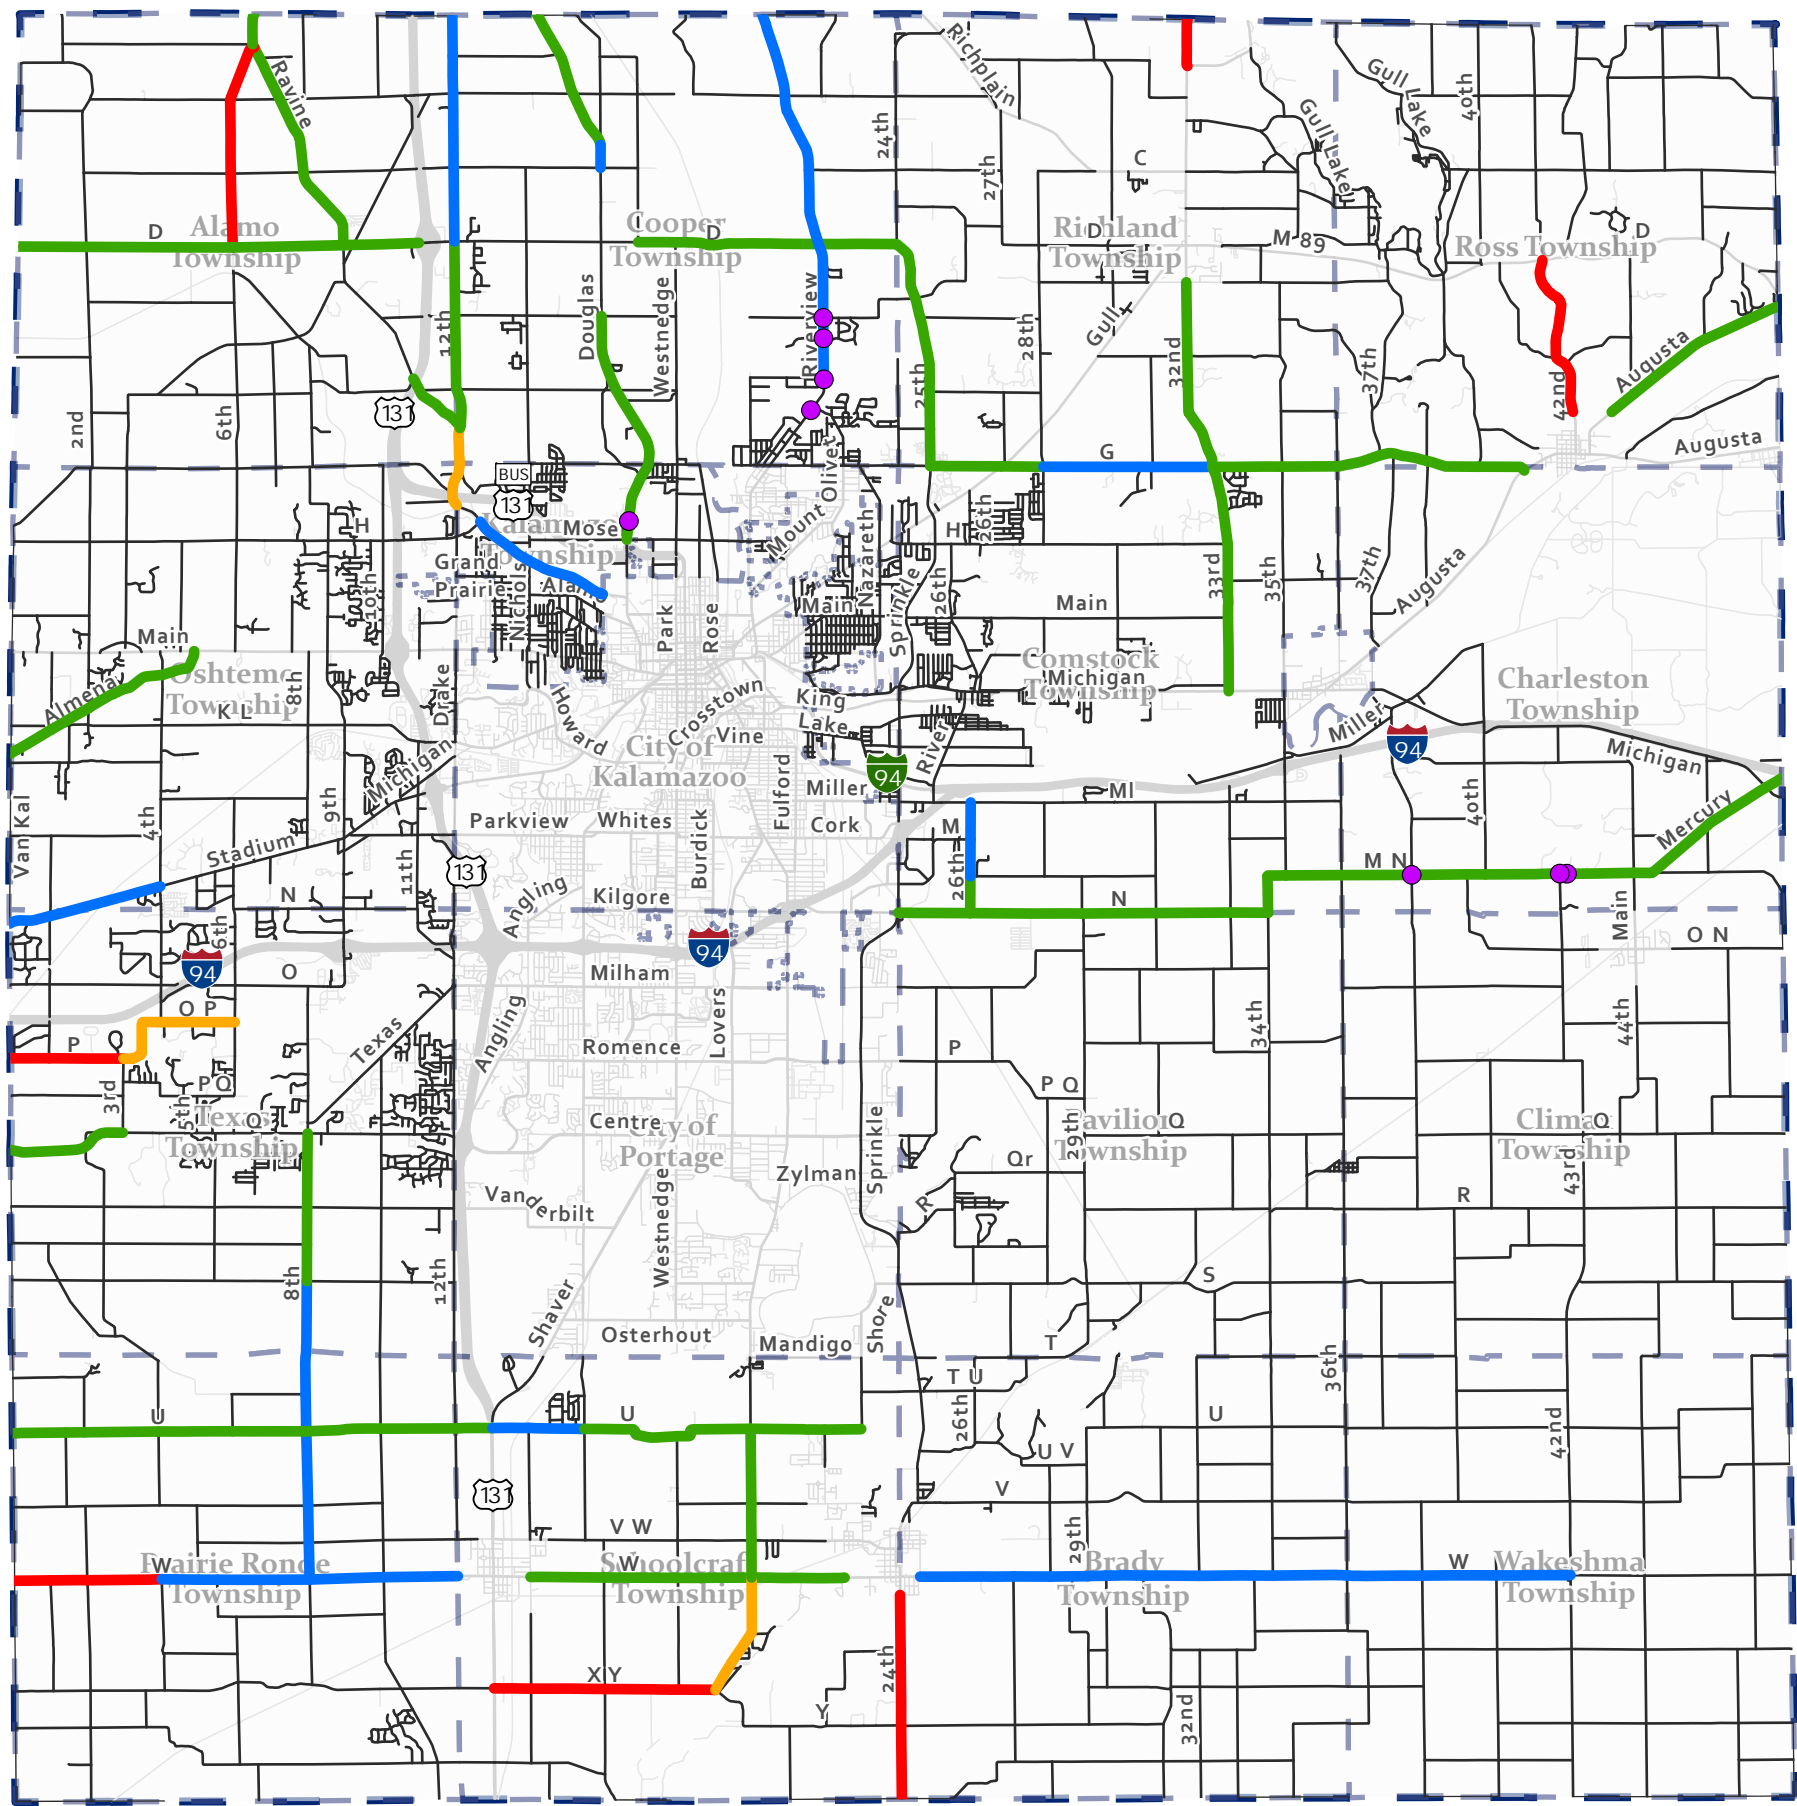 Richplain
Ravine
Gull
Lake
40th
Gull Lake
24th
C
27th
D
Alamo
Township
Cooper
Township
D
Richland
Township
D
M 89
Ross Township
D
12th
Douglas
Westnedge
Riverview
28th
Gull
32nd
37th
42nd
Augusta
25th
131
2nd
6th
Augusta
G
BUS
131
Olivet
Mount
Nazareth
H
Kalamazoo
Township
Mosel
H
26th
Grand
Prairie
Nichols
Alamo
10th
Main
Sprinkle
26th
Main
33rd
35th
37th
Augusta
Park
Rose
Main
Almena
Oshtemo
Township
8th
K L
Drake
Howard
Crosstown
King
Lake
Vine
City of
Kalamazoo
River
Comstock
Township
Michigan
Charleston
Township
Miller
94
Michigan
Michigan
94
Miller
Fulford
M l
40th
Mercury
Van Kal
4th
9th
Parkview
Whites
Burdick
Cork
M
Stadium
11th
131
26th
M N
N
Angling
Kilgore
N
Main
6th
94
O
94
Milham
O N
O P
P
Texas
Angling
Lovers
Romence
P
34th
44th
3rd
5th
P Q
Texas
Township
Q
Centre
City of
Portage
Sprinkle
P Q
29th
Pavilion
Township
Q
Climax
Township
Q
Qr
Zylman
43rd
Vanderbilt
Westnedge
R
R
8th
12th
S
Shaver
Osterhout
Mandigo
Shore
T
36th
T U
26th
U
U
U
42nd
U V
131
V
V W
29th
Prairie Ronde
Township
W
Schoolcraft
Township
W
Brady
Township
W
Wakeshma
Township
X Y
24th
Y
32nd